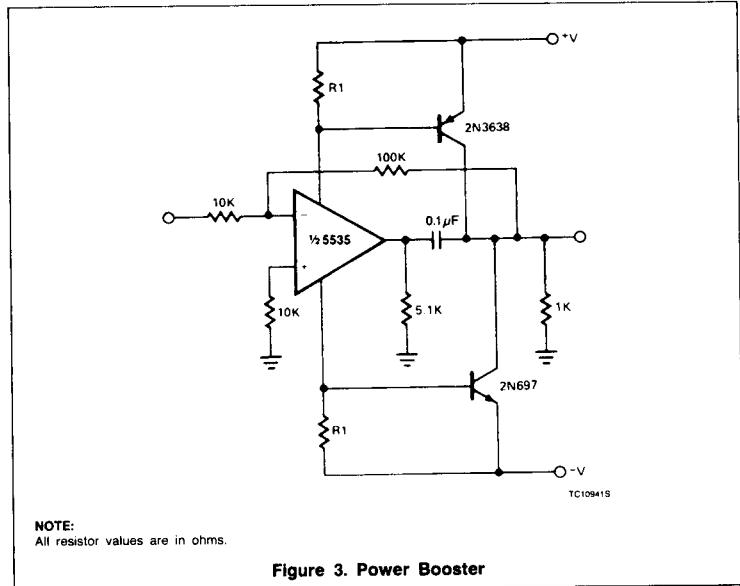 +V
R1
2N3638
100K
10K
0.1µF
−
½ 5535
+
10K
5.1K
1K
2N697
R1
-V
TC10941S
NOTE:
All resistor values are in ohms.
Figure 3. Power Booster